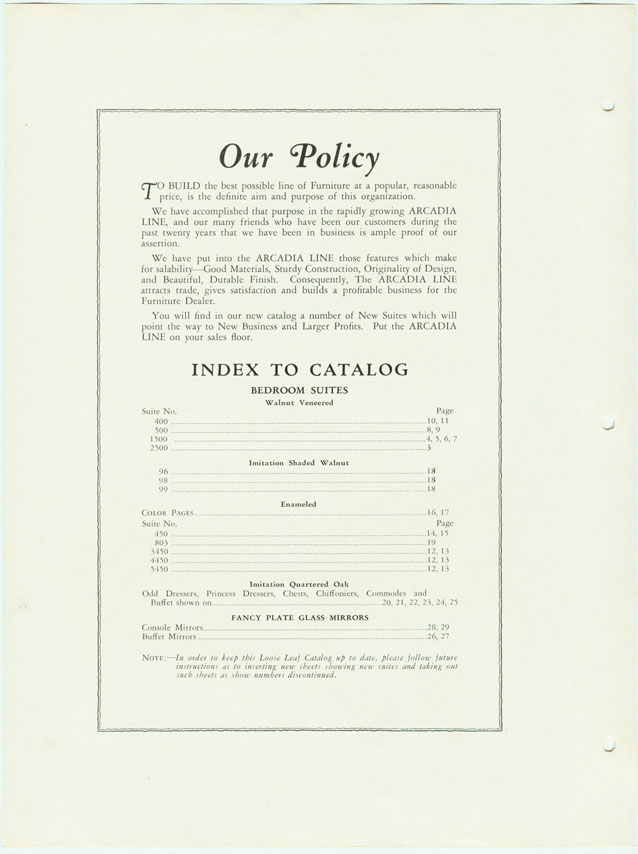 Our Policy
TO BUILD the best possible line of Furniture at a popular, reasonable
price, is the definite aim and purpose of this organization.
We have accomplished that purpose in the rapidly growing ARCADIA
LINE, and our many friends who have been our customers during the
past twenty years that we have been in business is ample proof of our
assertion.
We have put into the ARCADIA LINE those features which make
for salability—Good Materials, Sturdy Construction, Originality of Design,
and Beautiful, Durable Finish. Consequently, The ARCADIA LINE
attracts trade, gives satisfaction and builds a profitable business for the
Furniture Dealer.
You will find in our new catalog a number of New Suites which will
point the way to New Business and Larger Profits. Put the ARCADIA
LINE on your sales floor.
INDEX TO CATALOG
BEDROOM SUITES
Walnut Veneered
Suite No. Page
400 10, 11
500 8, 9
1500 4, 5, 6, 7
2500 3
Imitation Shaded Walnut
96 18
98 18
99 18
Enameled
COLOR PAGES 16, 17
Suite No. Page
450 14, 15
803 19
3450 12, 13
4450 12, 13
5450 12, 13
Imitation Quartered Oak
Odd Dressers, Princess Dressers, Chests, Chiffoniers, Commodes and
Buffet shown on 20, 21, 22, 23, 24, 25
FANCY PLATE GLASS MIRRORS
Console Mirrors 28, 29
Buffet Mirrors 26, 27
NOTE:—In order to keep this Loose Leaf Catalog up to date, please follow future
instructions as to inserting new sheets showing new suites and taking out
such sheets as show numbers discontinued.